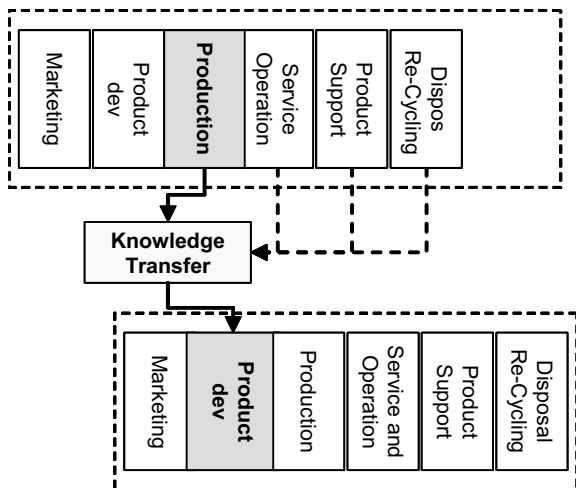 Marketing
Product
dev
Production
Service
Operation
Product
Support
Dispos
Re-Cycling
Knowledge
Transfer
Marketing
Product
dev
Production
Service and
Operation
Product
Support
Disposal
Re-Cycling